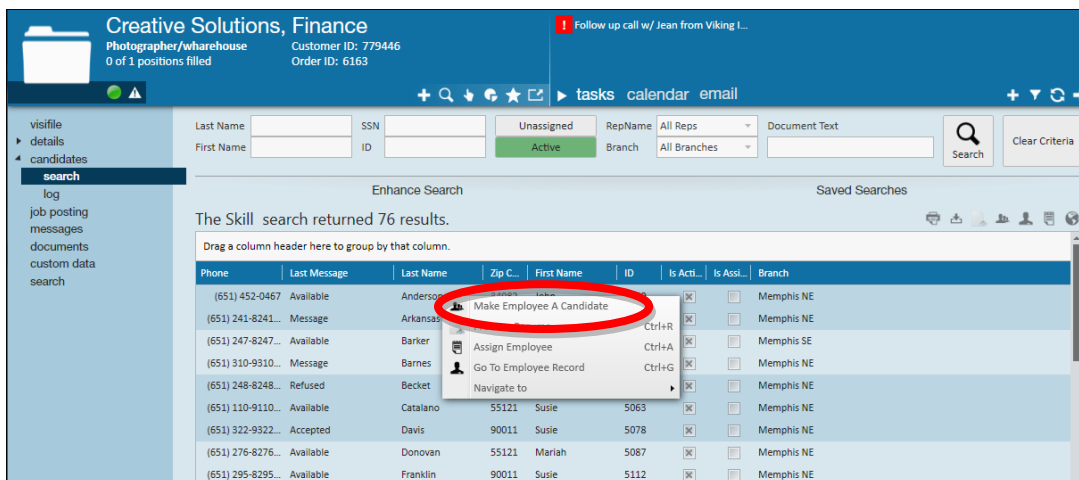 Creative Solutions, Finance
Photographer/wharehouse Customer ID: 779446
0 of 1 positions filled Order ID: 6163
! Follow up call w/ Jean from Viking I...
tasks calendar email
visifile
details
candidates
search
log
job posting
messages
documents
custom data
search
Last Name SSN Unassigned RepName All Reps Document Text
First Name ID Active Branch All Branches
Search
Clear Criteria
Enhance Search Saved Searches
The Skill search returned 76 results.
Drag a column header here to group by that column.
Phone Last Message Last Name Zip C... First Name ID Is Acti... Is Assi... Branch
(651) 452-0467 Available Anderson John Memphis NE
(651) 241-8241... Message Arkansas Memphis NE
(651) 247-8247... Available Barker Memphis SE
(651) 310-9310... Message Barnes Memphis NE
(651) 248-8248... Refused Becket Memphis NE
(651) 110-9110... Available Catalano 55121 Susie 5063 Memphis NE
(651) 322-9322... Accepted Davis 90011 Susie 5078 Memphis NE
(651) 276-8276... Available Donovan 55121 Mariah 5087 Memphis NE
(651) 295-8295... Available Franklin 90011 Susie 5112 Memphis NE
Make Employee A Candidate
Ctrl+R
Assign Employee Ctrl+A
Go To Employee Record Ctrl+G
Navigate to